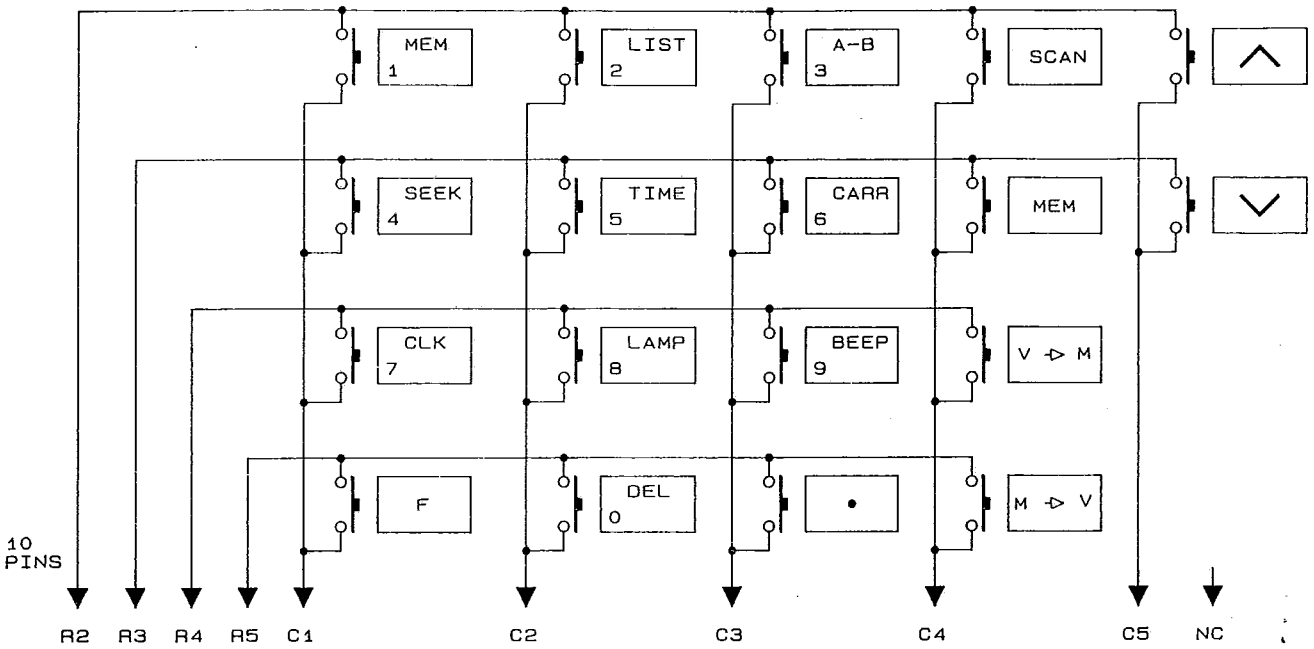 MEM
1
LIST
2
A-B
3
SCAN
SEEK
4
TIME
5
CARR
6
MEM
CLK
7
LAMP
8
BEEP
9
V → M
F
DEL
0
•
M → V
10
PINS
R2 R3 R4 R5 C1 C2 C3 C4 C5 NC